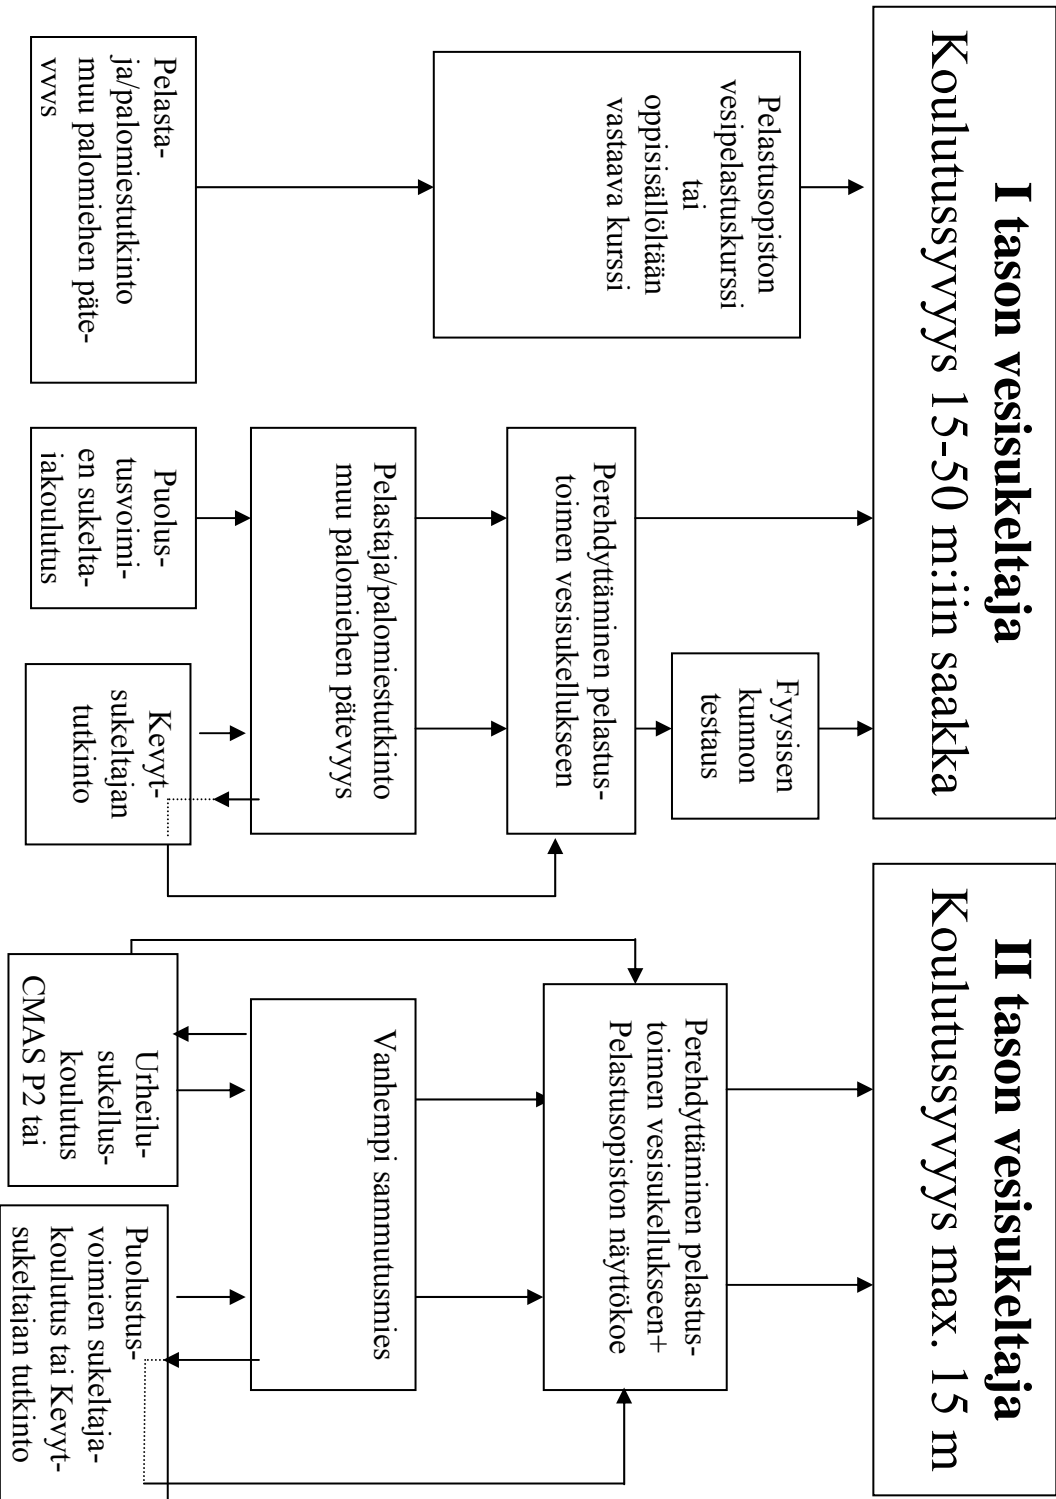 I tason vesisukeltaja
Koulutussyvyys 15-50 m:iin saakka
II tason vesisukeltaja
Koulutussyvyys max. 15 m
Pelastusopiston
vesipelastuskurssi
tai
oppisisällöltään
vastaava kurssi
Fyysisen
kunnon
testaus
Perehdyttäminen pelastus-
toimen vesisukellukseen
Perehdyttäminen pelastus-
toimen vesisukellukseen+
Pelastusopiston näyttökoe
Pelastaja/palomiestutkinto
muu palomiehen pätevyys
Vanhempi sammutusmies
Pelasta-
ja/palomiestutkinto
muu palomiehen päte-
vvvs
Puolus-
tusvoimi-
en sukelta-
iakoulutus
Kevyt-
sukeltajan
tutkinto
Urheilu-
sukellus-
koulutus
CMAS P2 tai
Puolustus-
voimien sukeltaja-
koulutus tai Kevyt-
sukeltajan tutkinto